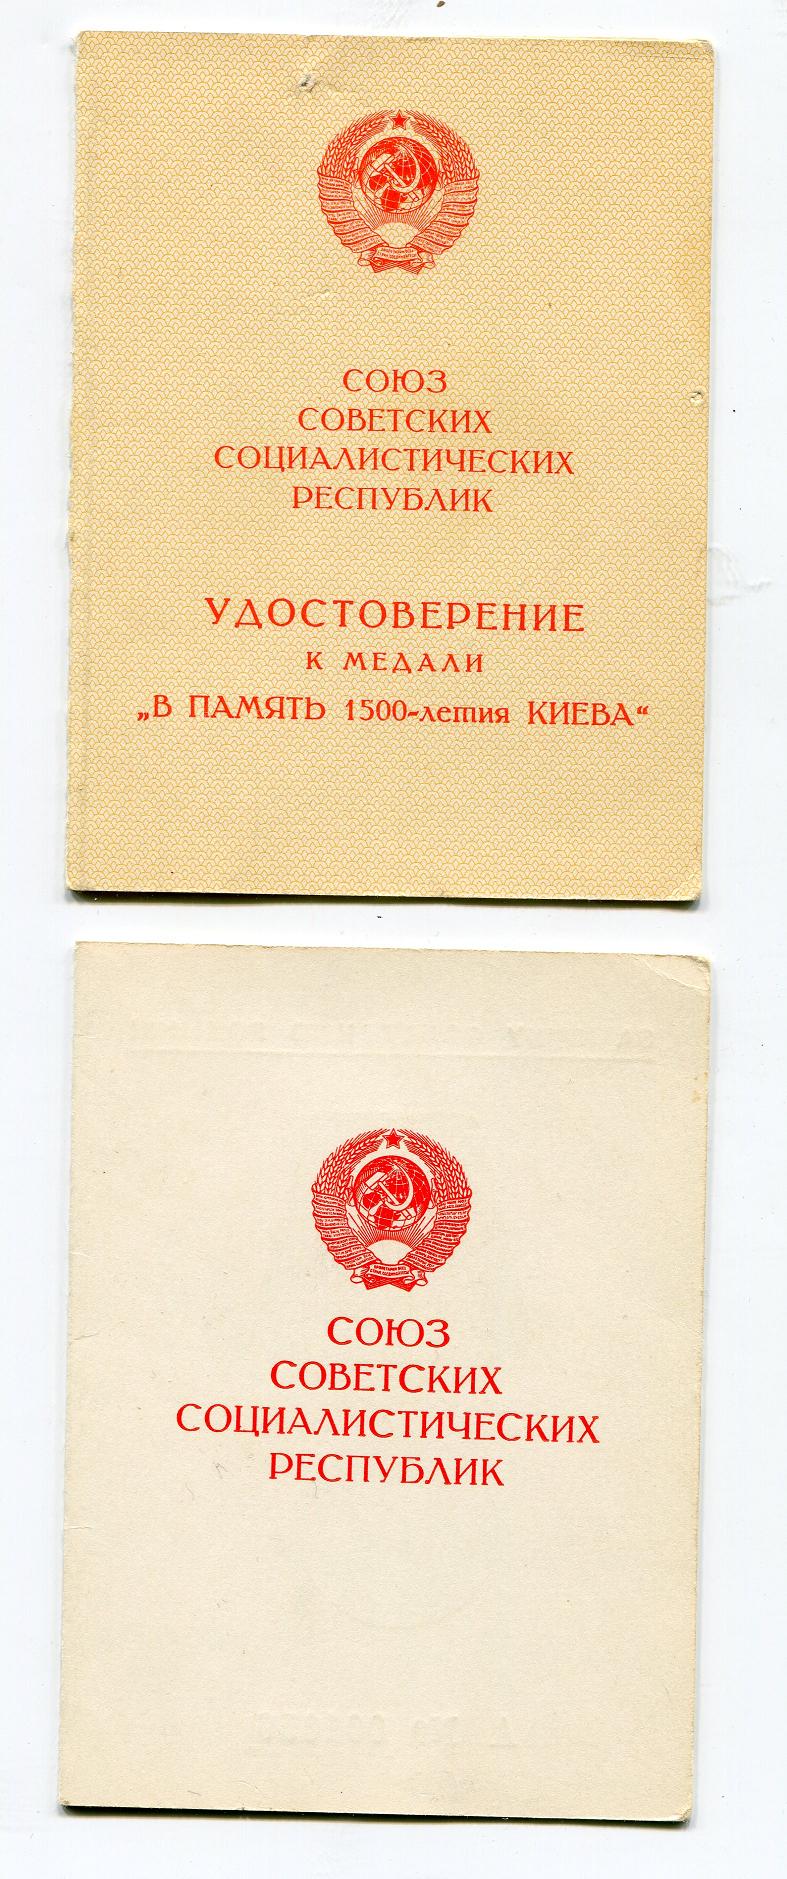 СОЮЗ
СОВЕТСКИХ
СОЦИАЛИСТИЧЕСКИХ
РЕСПУБЛИК
УДОСТОВЕРЕНИЕ
К МЕДАЛИ
„В ПАМЯТЬ 1500-летия КИЕВА“
СОЮЗ
СОВЕТСКИХ
СОЦИАЛИСТИЧЕСКИХ
РЕСПУБЛИК